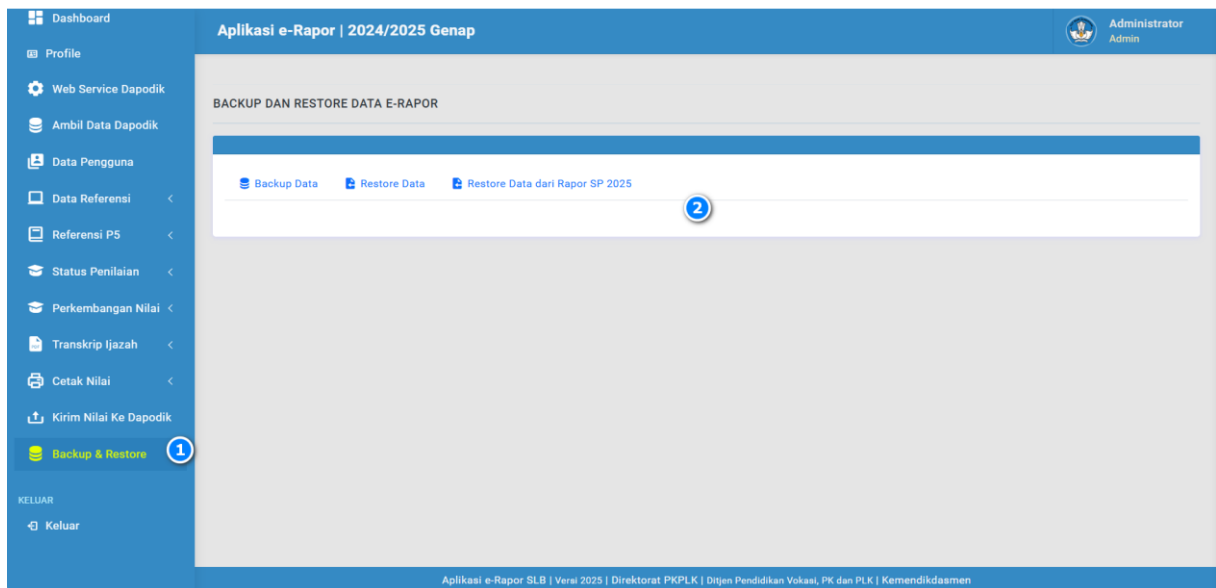 Dashboard
Aplikasi e-Rapor | 2024/2025 Genap
Administrator
Admin
Profile
Web Service Dapodik
Ambil Data Dapodik
Data Pengguna
Data Referensi
Referensi P5
Status Penilaian
Perkembangan Nilai
Transkrip Ijazah
Cetak Nilai
Kirim Nilai Ke Dapodik
Backup & Restore
1
KELUAR
Keluar
BACKUP DAN RESTORE DATA E-RAPOR
Backup Data Restore Data Restore Data dari Rapor SP 2025
2
Aplikasi e-Rapor SLB | Versi 2025 | Direktorat PKPLK | Ditjen Pendidikan Vokasi, PK dan PLK | Kemendikdasmen